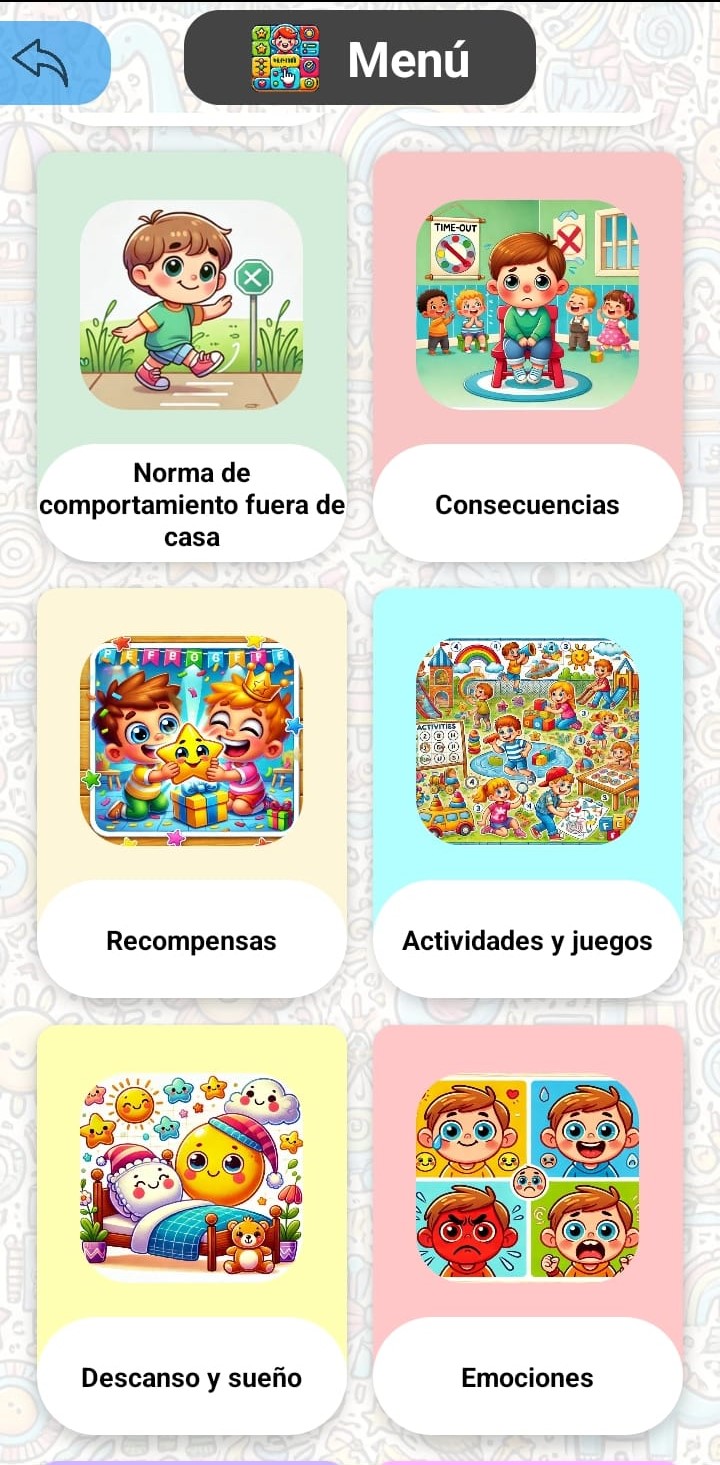 Menú
TIME-OUT
Norma de
comportamiento fuera de
casa
Consecuencias
ACTIVITIES
Recompensas
Actividades y juegos
Descanso y sueño
Emociones